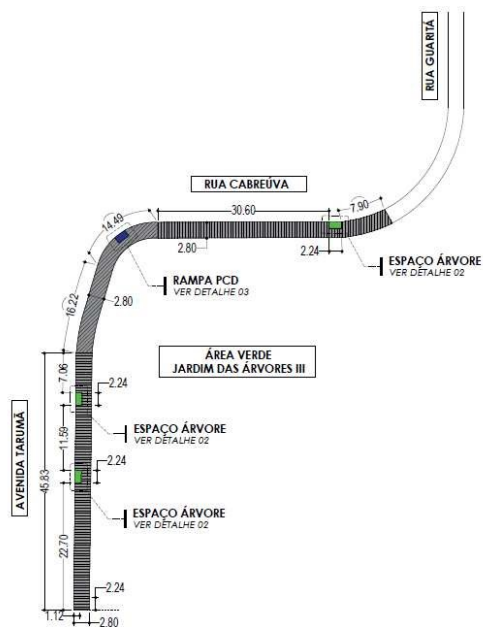 RUA GUARITÁ
RUA CABREÚVA
30.60
7.90
14.49
2.80
2.24
ESPAÇO ÁRVORE
VER DETALHE 02
RAMPA PCD
VER DETALHE 03
16.22
2.80
ÁREA VERDE
JARDIM DAS ÁRVORES III
7.06
2.24
AVENIDA TARUMÃ
45.83
11.59
ESPAÇO ÁRVORE
VER DETALHE 02
2.24
ESPAÇO ÁRVORE
VER DETALHE 02
22.70
2.24
1.12
2.80